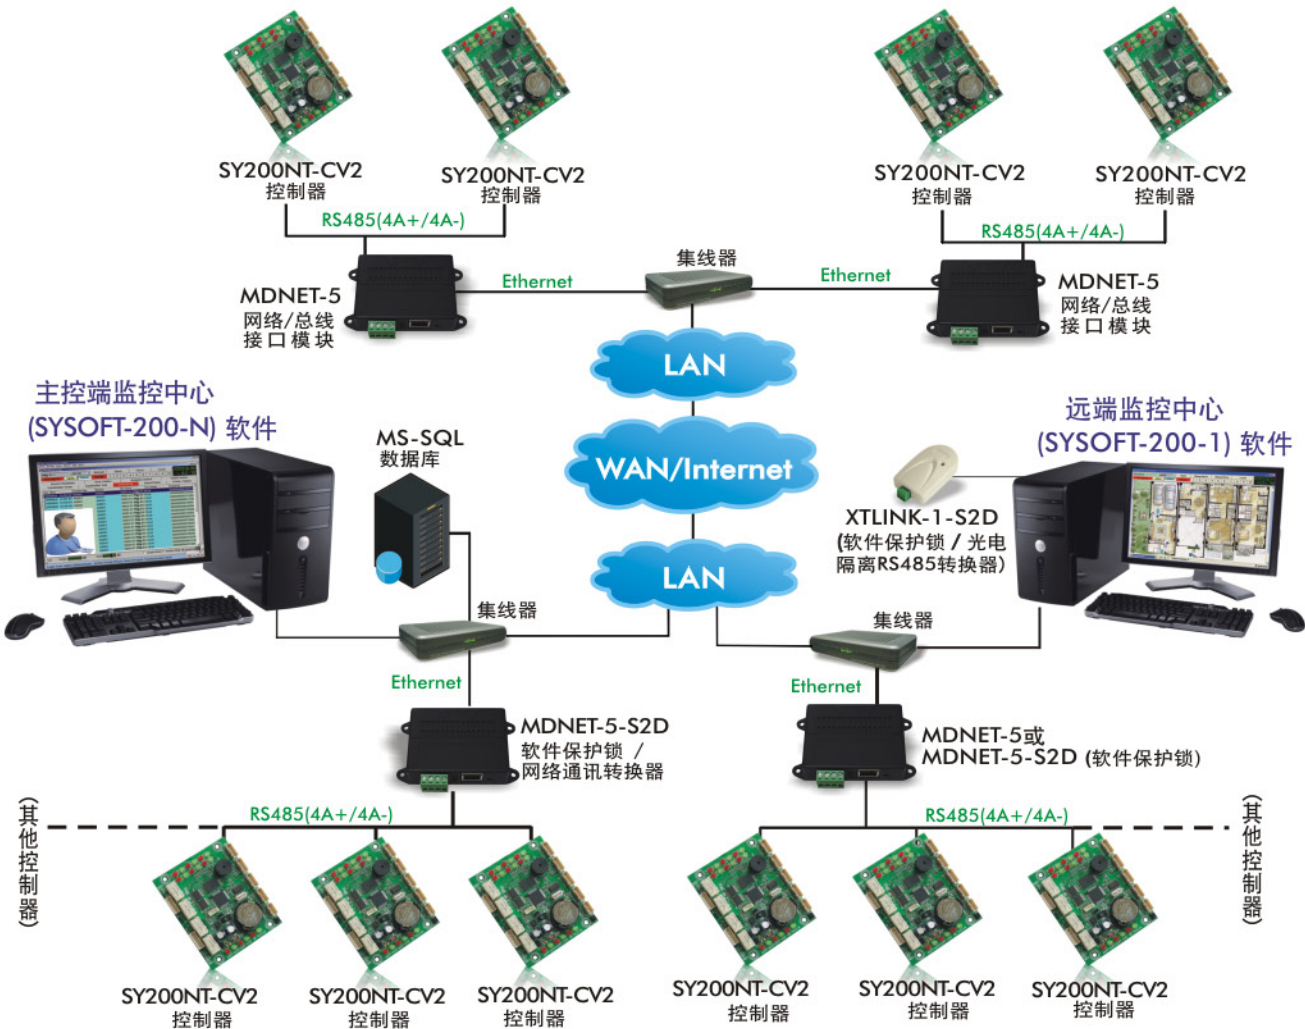 SY200NT-CV2
控制器
SY200NT-CV2
控制器
SY200NT-CV2
控制器
SY200NT-CV2
控制器
RS485(4A+/4A-)
RS485(4A+/4A-)
集线器
Ethernet
Ethernet
MDNET-5
网络/总线
接口模块
MDNET-5
网络/总线
接口模块
LAN
主控端监控中心
(SYSOFT-200-N) 软件
远端监控中心
(SYSOFT-200-1) 软件
MS-SQL
数据库
WAN/Internet
XTLINK-1-S2D
(软件保护锁 / 光电
隔离RS485转换器)
LAN
集线器
集线器
Ethernet
Ethernet
MDNET-5-S2D
软件保护锁 /
网络通讯转换器
MDNET-5或
MDNET-5-S2D (软件保护锁)
RS485(4A+/4A-)
RS485(4A+/4A-)
(其他控制器)
(其他控制器)
SY200NT-CV2
控制器
SY200NT-CV2
控制器
SY200NT-CV2
控制器
SY200NT-CV2
控制器
SY200NT-CV2
控制器
SY200NT-CV2
控制器